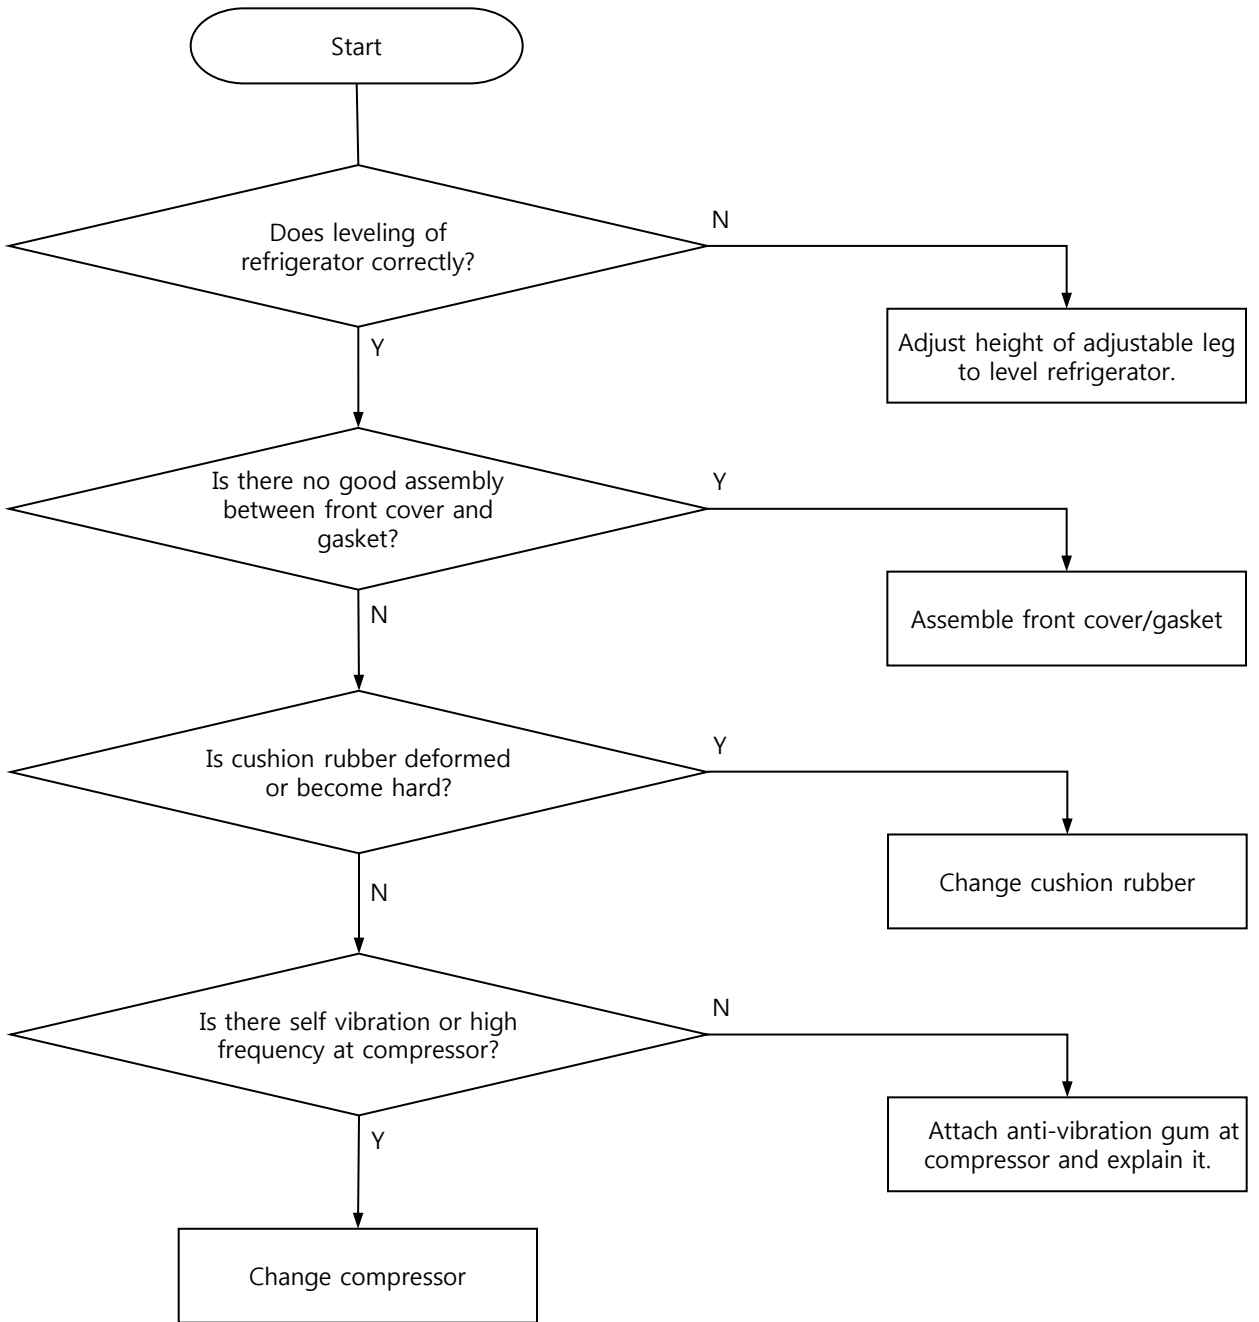 Start
Does leveling of
refrigerator correctly?
N
Y
Adjust height of adjustable leg
to level refrigerator.
Is there no good assembly
between front cover and
gasket?
Y
N
Assemble front cover/gasket
Is cushion rubber deformed
or become hard?
Y
N
Change cushion rubber
Is there self vibration or high
frequency at compressor?
N
Y
Attach anti-vibration gum at
compressor and explain it.
Change compressor